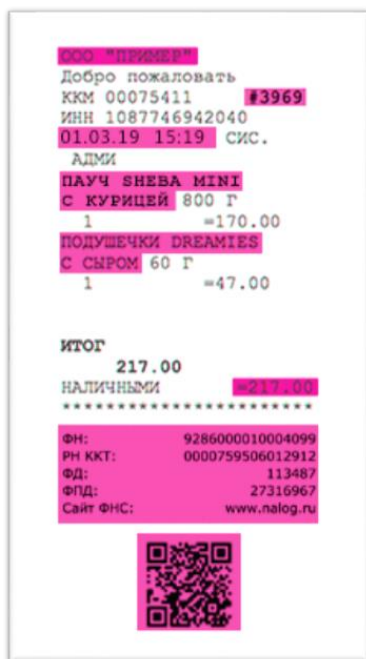 ООО "ПРИМЕР"
Добро пожаловать
ККМ 00075411 #3969
ИНН 1087746942040
01.03.19 15:19 СИС.
АДМИ
ПАУЧ SHEBA MINI
С КУРИЦЕЙ 800 Г
1 =170.00
ПОДУШЕЧКИ DREAMIES
С СЫРОМ 60 Г
1 =47.00
ИТОГ
217.00
НАЛИЧНЫМИ =217.00
************************
ФН: 9286000010004099
РН ККТ: 0000759506012912
ФД: 113487
ФПД: 27316967
Сайт ФНС: www.nalog.ru